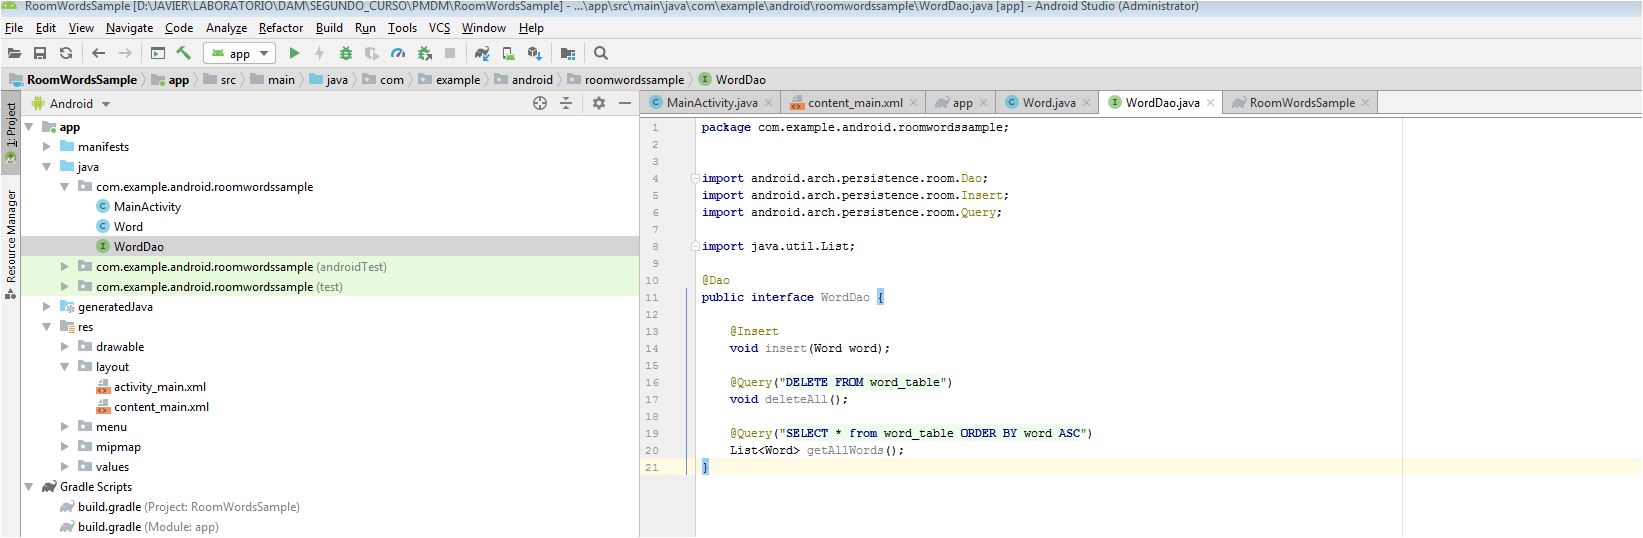 RoomWordsSample [D:\JAVIER\LABORATORIO\DAM\SEGUNDO_CURSO\PMDM\RoomWordsSample] - ...\app\src\main\java\com\example\android\roomwordssample\WordDao.java [app] - Android Studio (Administrator)
File Edit View Navigate Code Analyze Refactor Build Run Tools VCS Window Help
app
RoomWordsSample app src main java com example android roomwordssample WordDao
1: Project
Resource Manager
Android
app
manifests
java
com.example.android.roomwordssample
MainActivity
Word
WordDao
com.example.android.roomwordssample (androidTest)
com.example.android.roomwordssample (test)
generatedJava
res
drawable
layout
activity_main.xml
content_main.xml
menu
mipmap
values
Gradle Scripts
build.gradle (Project: RoomWordsSample)
build.gradle (Module: app)
MainActivity.java content_main.xml app Word.java WordDao.java RoomWordsSample
1 package com.example.android.roomwordssample;
2
3
4 import android.arch.persistence.room.Dao;
5 import android.arch.persistence.room.Insert;
6 import android.arch.persistence.room.Query;
7
8 import java.util.List;
9
10 @Dao
11 public interface WordDao {
12
13 @Insert
14 void insert(Word word);
15
16 @Query("DELETE FROM word_table")
17 void deleteAll();
18
19 @Query("SELECT * from word_table ORDER BY word ASC")
20 List<Word> getAllWords();
21 }